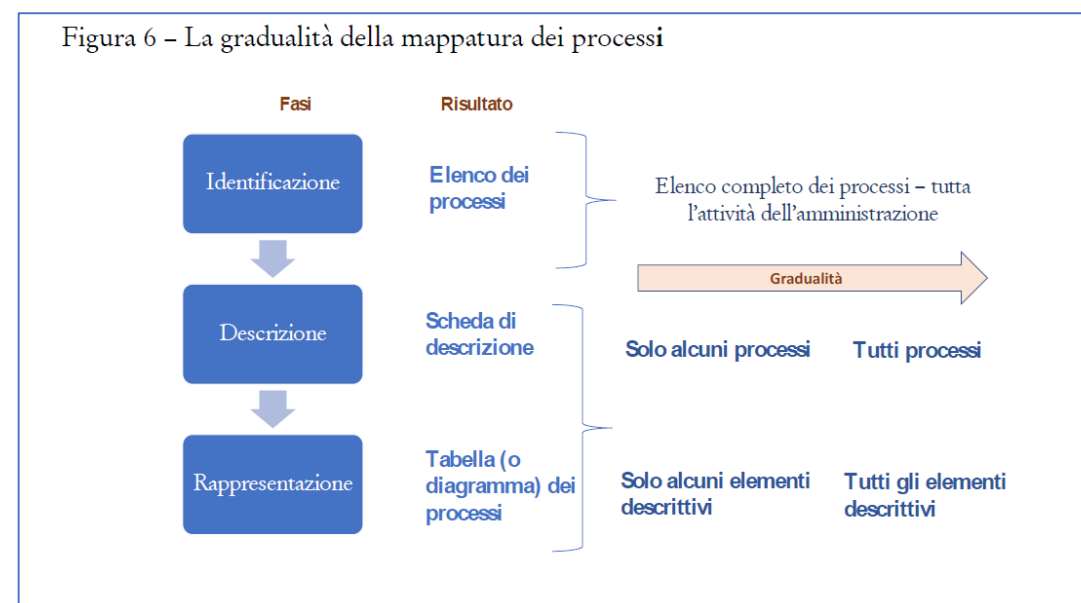 Figura 6 – La gradualità della mappatura dei processi
Fasi
Risultato
Identificazione
Elenco dei
processi
Elenco completo dei processi – tutta
l'attività dell'amministrazione
Gradualità
Descrizione
Scheda di
descrizione
Solo alcuni processi
Tutti processi
Rappresentazione
Tabella (o
diagramma) dei
processi
Solo alcuni elementi
descrittivi
Tutti gli elementi
descrittivi